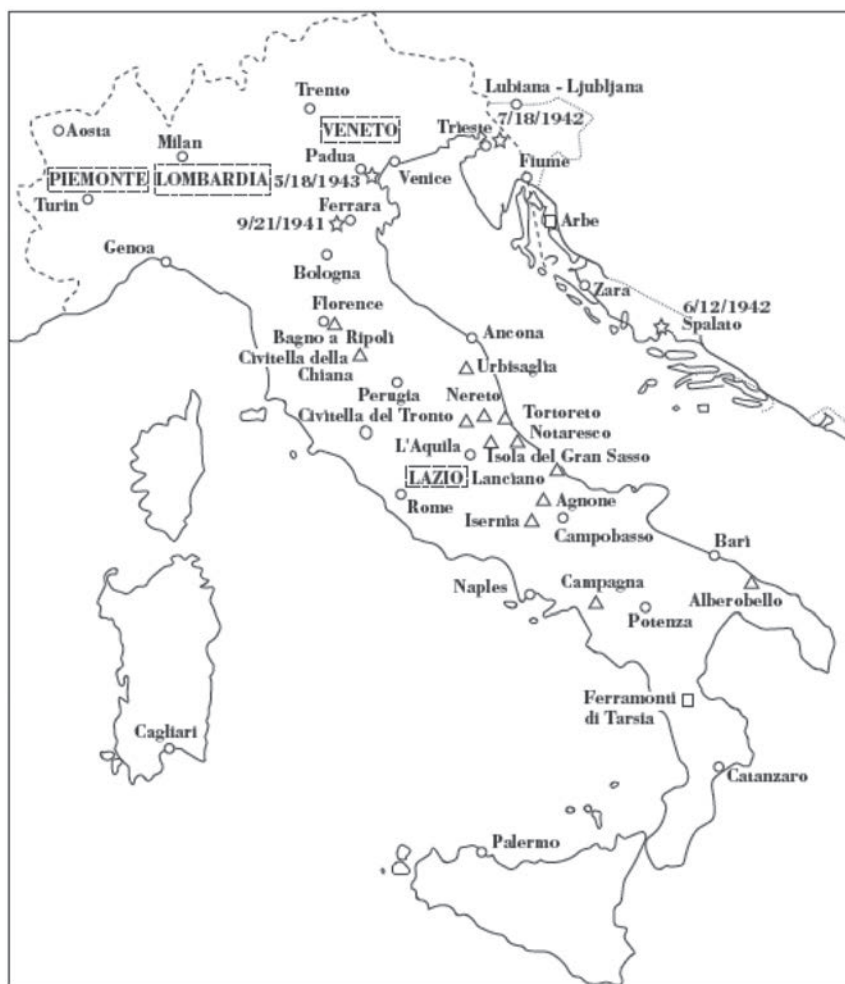 Lubiana - Ljubljana
Trento
7/18/1942
Aosta
VENETO
Trieste
Milan
Padua
Fiume
PIEMONTE
LOMBARDIA
5/18/1943
Venice
Turin
Ferrara
9/21/1941
Arbe
Genoa
Bologna
Zara
Florence
6/12/1942
Spalato
Bagno a Ripoli
Ancona
Civitella della
Chiana
Urbisaglia
Perugia
Nereto
Civitella del Tronto
Tortoreto
Notaresco
L'Aquila
Isola del Gran Sasso
LAZIO
Lanciano
Rome
Agnone
Isernia
Campobasso
Bari
Naples
Campagna
Alberobello
Potenza
Ferramonti
di Tarsia
Cagliari
Catanzaro
Palermo